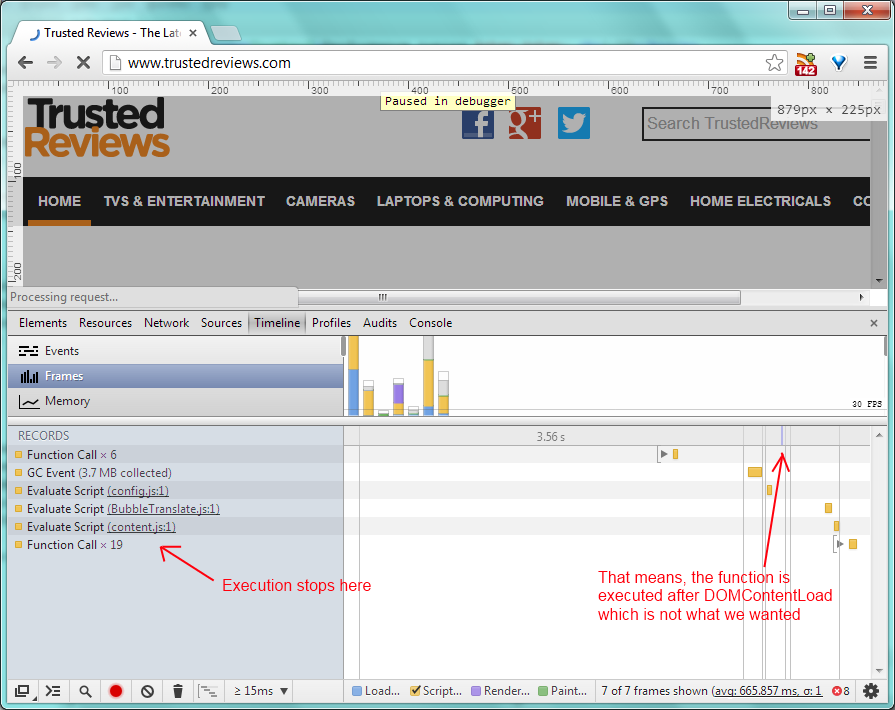 Trusted Reviews - The Late
www.trustedreviews.com
142
100 200 300 400 500 600 700 800
Paused in debugger
879px × 225px
Trusted
Reviews
Search TrustedReviews
100
HOME TVS & ENTERTAINMENT CAMERAS LAPTOPS & COMPUTING MOBILE & GPS HOME ELECTRICALS CO
200
Processing request...
Elements Resources Network Sources Timeline Profiles Audits Console
Events
Frames
Memory
30 FPS
RECORDS
3.56 s
Function Call × 6
GC Event (3.7 MB collected)
Evaluate Script (config.js:1)
Evaluate Script (BubbleTranslate.js:1)
Evaluate Script (content.js:1)
Function Call × 19
Execution stops here
That means, the function is
executed after DOMContentLoad
which is not what we wanted
≥ 15ms
Load... Script... Render... Paint...
7 of 7 frames shown (avg: 665.857 ms, σ: 1
8